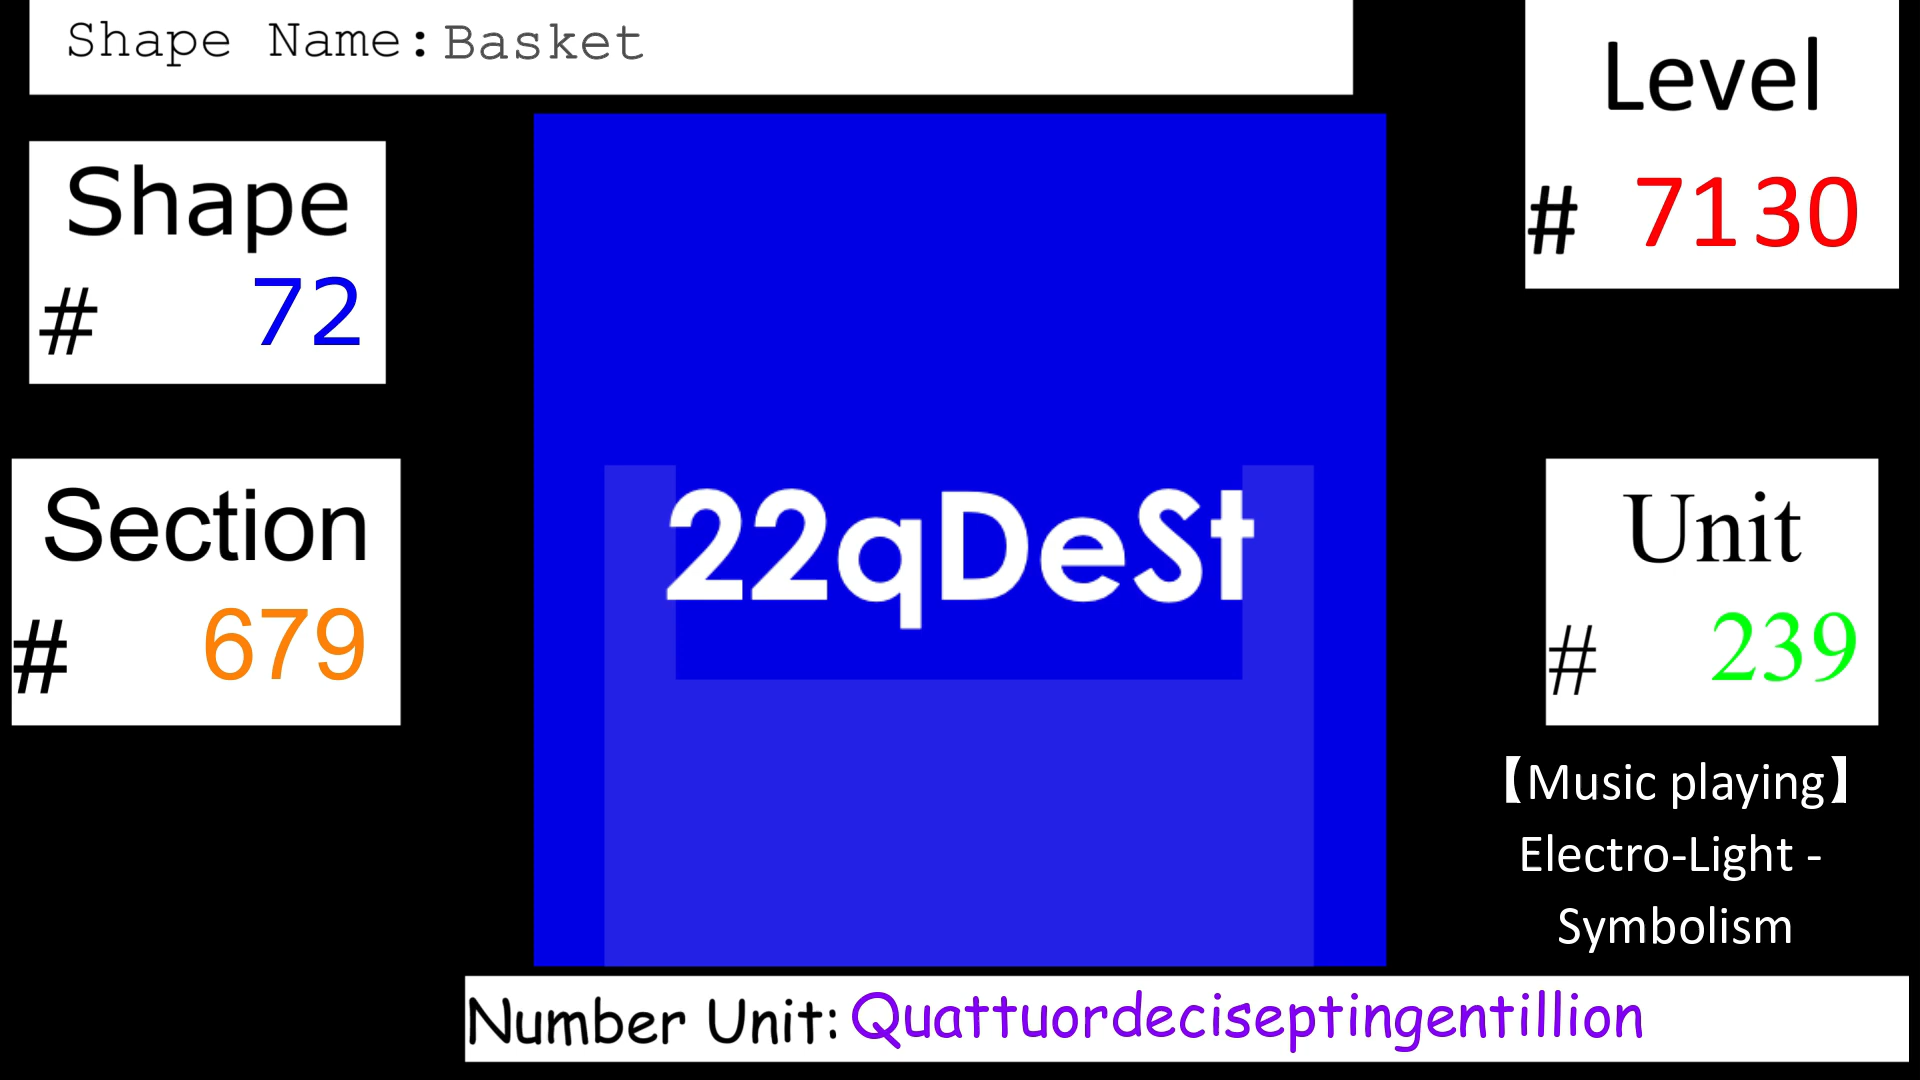 Shape Name: Basket
Level
# 7130
Shape
# 72
22qDeSt
Section
# 679
Unit
# 239
【Music playing】
Electro-Light -
Symbolism
Number Unit: Quattuordeciseptingentillion